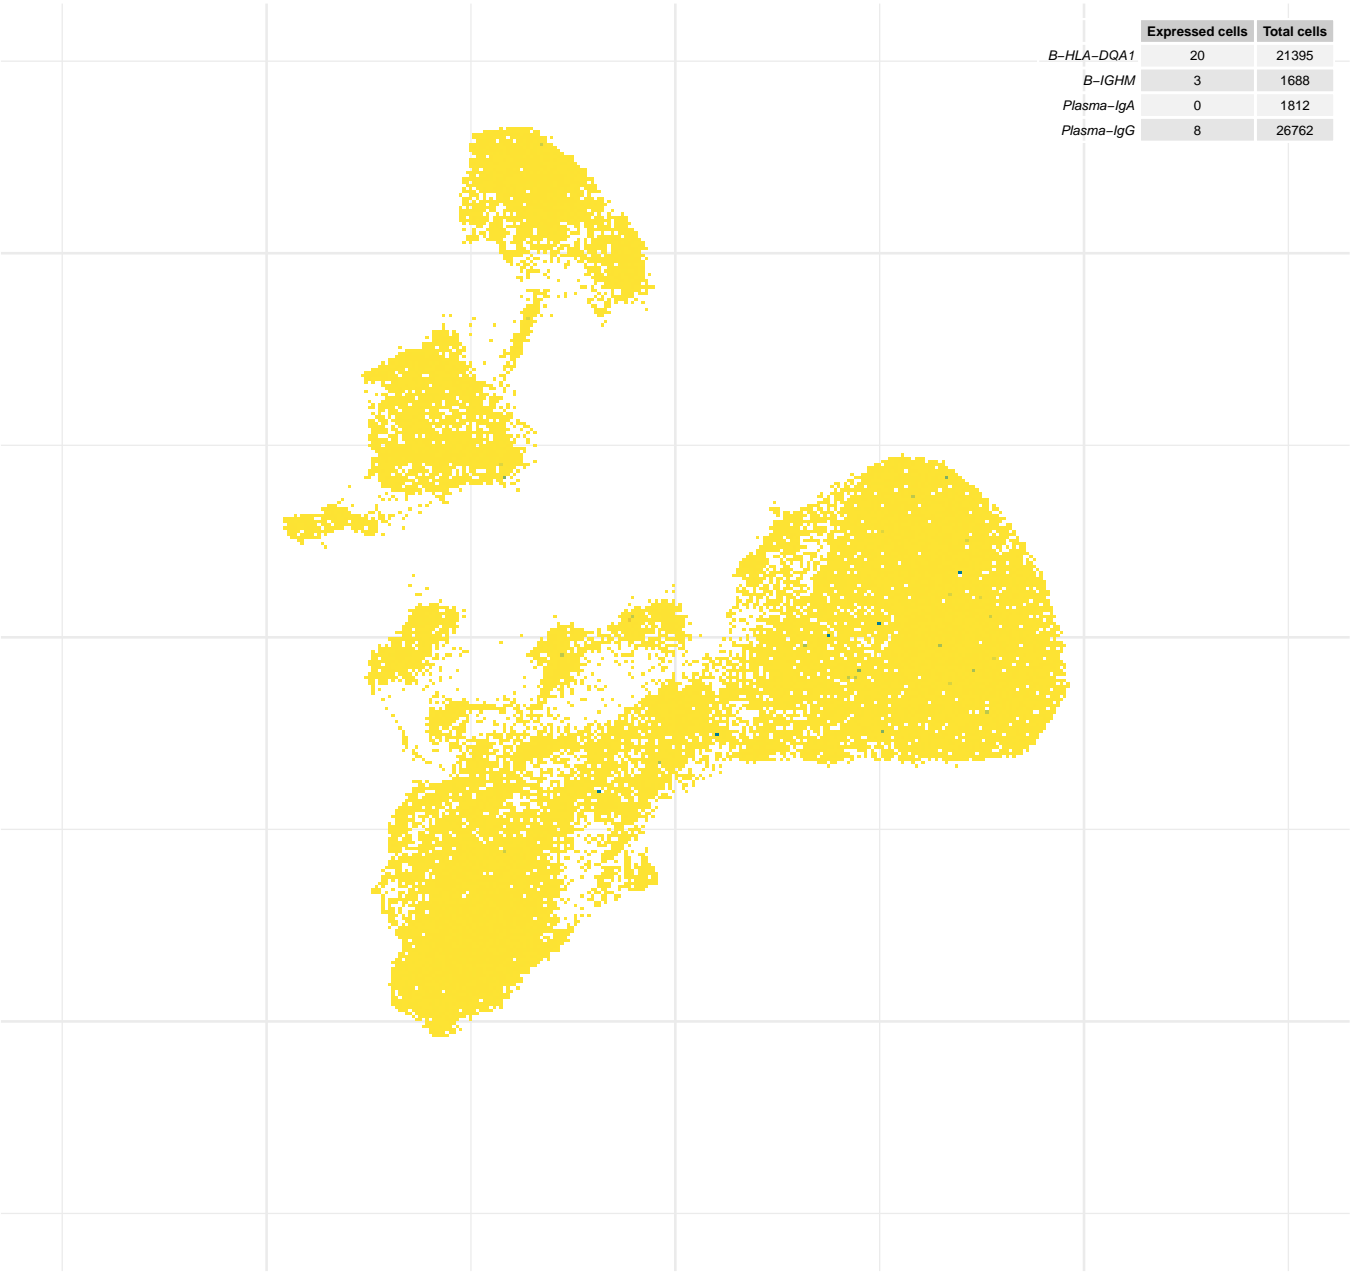 Expressed cells Total cells
B−HLA−DQA1 20 21395
B−IGHM 3 1688
Plasma−IgA 0 1812
Plasma−IgG 8 26762